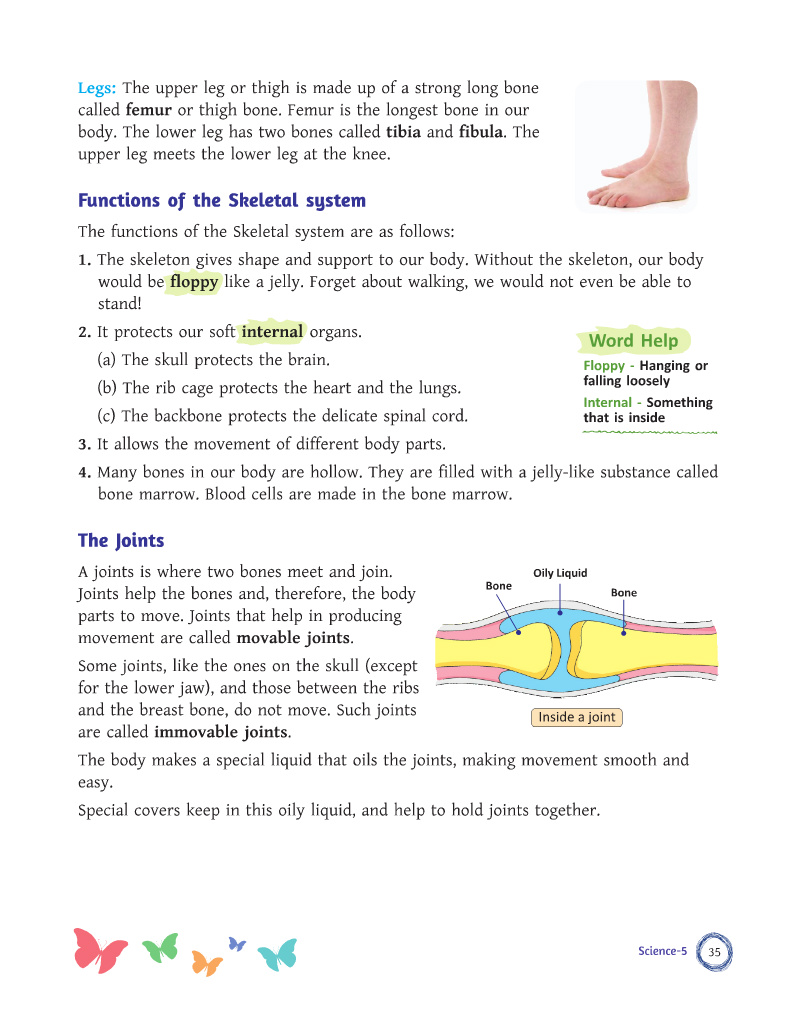 Legs: The upper leg or thigh is made up of a strong long bone
called femur or thigh bone. Femur is the longest bone in our
body. The lower leg has two bones called tibia and fibula. The
upper leg meets the lower leg at the knee.
Functions of the Skeletal system
The functions of the Skeletal system are as follows:
1. The skeleton gives shape and support to our body. Without the skeleton, our body
would be floppy like a jelly. Forget about walking, we would not even be able to
stand!
2. It protects our soft internal organs.
(a) The skull protects the brain.
(b) The rib cage protects the heart and the lungs.
(c) The backbone protects the delicate spinal cord.
Word Help
Floppy - Hanging or
falling loosely
Internal - Something
that is inside
3. It allows the movement of different body parts.
4. Many bones in our body are hollow. They are filled with a jelly-like substance called
bone marrow. Blood cells are made in the bone marrow.
The Joints
A joints is where two bones meet and join.
Joints help the bones and, therefore, the body
parts to move. Joints that help in producing
movement are called movable joints.
Some joints, like the ones on the skull (except
for the lower jaw), and those between the ribs
and the breast bone, do not move. Such joints
are called immovable joints.
Bone
Oily Liquid
Bone
Inside a joint
The body makes a special liquid that oils the joints, making movement smooth and
easy.
Special covers keep in this oily liquid, and help to hold joints together.
Science-5
35